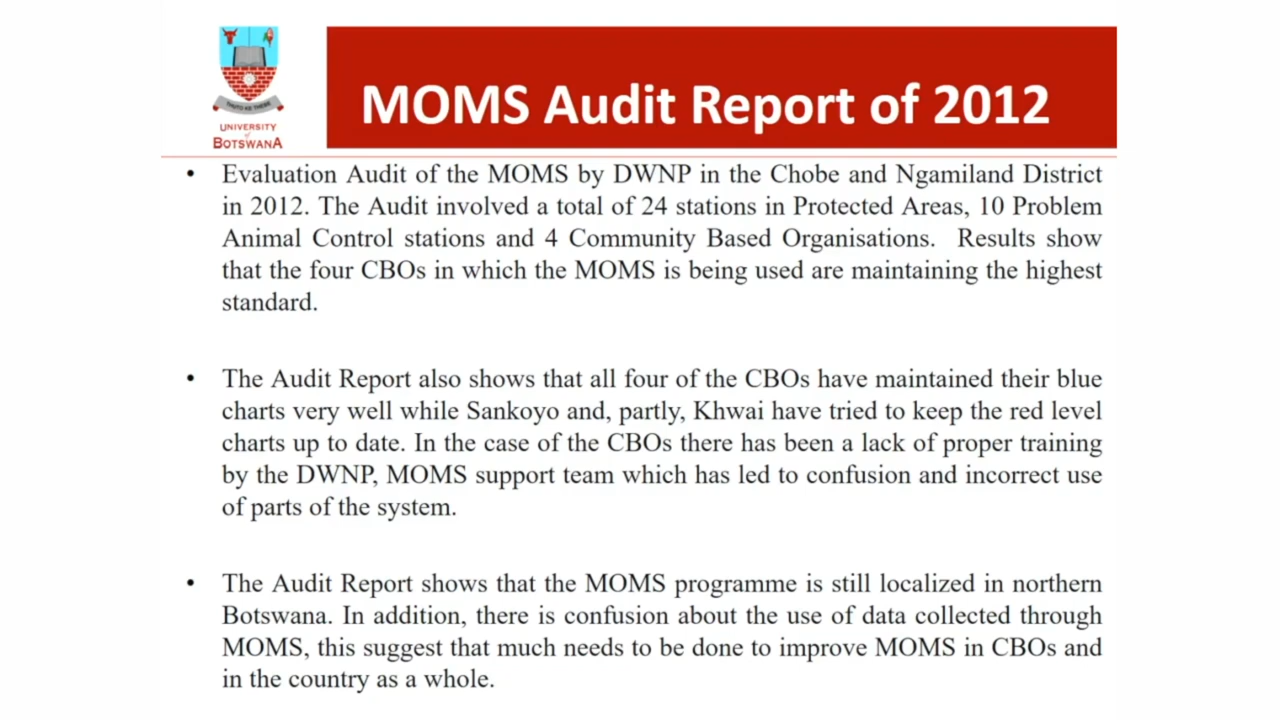 THUTO KE THEBE
UNIVERSITY
of
BOTSWANA
MOMS Audit Report of 2012
• Evaluation Audit of the MOMS by DWNP in the Chobe and Ngamiland District
in 2012. The Audit involved a total of 24 stations in Protected Areas, 10 Problem
Animal Control stations and 4 Community Based Organisations. Results show
that the four CBOs in which the MOMS is being used are maintaining the highest
standard.
• The Audit Report also shows that all four of the CBOs have maintained their blue
charts very well while Sankoyo and, partly, Khwai have tried to keep the red level
charts up to date. In the case of the CBOs there has been a lack of proper training
by the DWNP, MOMS support team which has led to confusion and incorrect use
of parts of the system.
• The Audit Report shows that the MOMS programme is still localized in northern
Botswana. In addition, there is confusion about the use of data collected through
MOMS, this suggest that much needs to be done to improve MOMS in CBOs and
in the country as a whole.